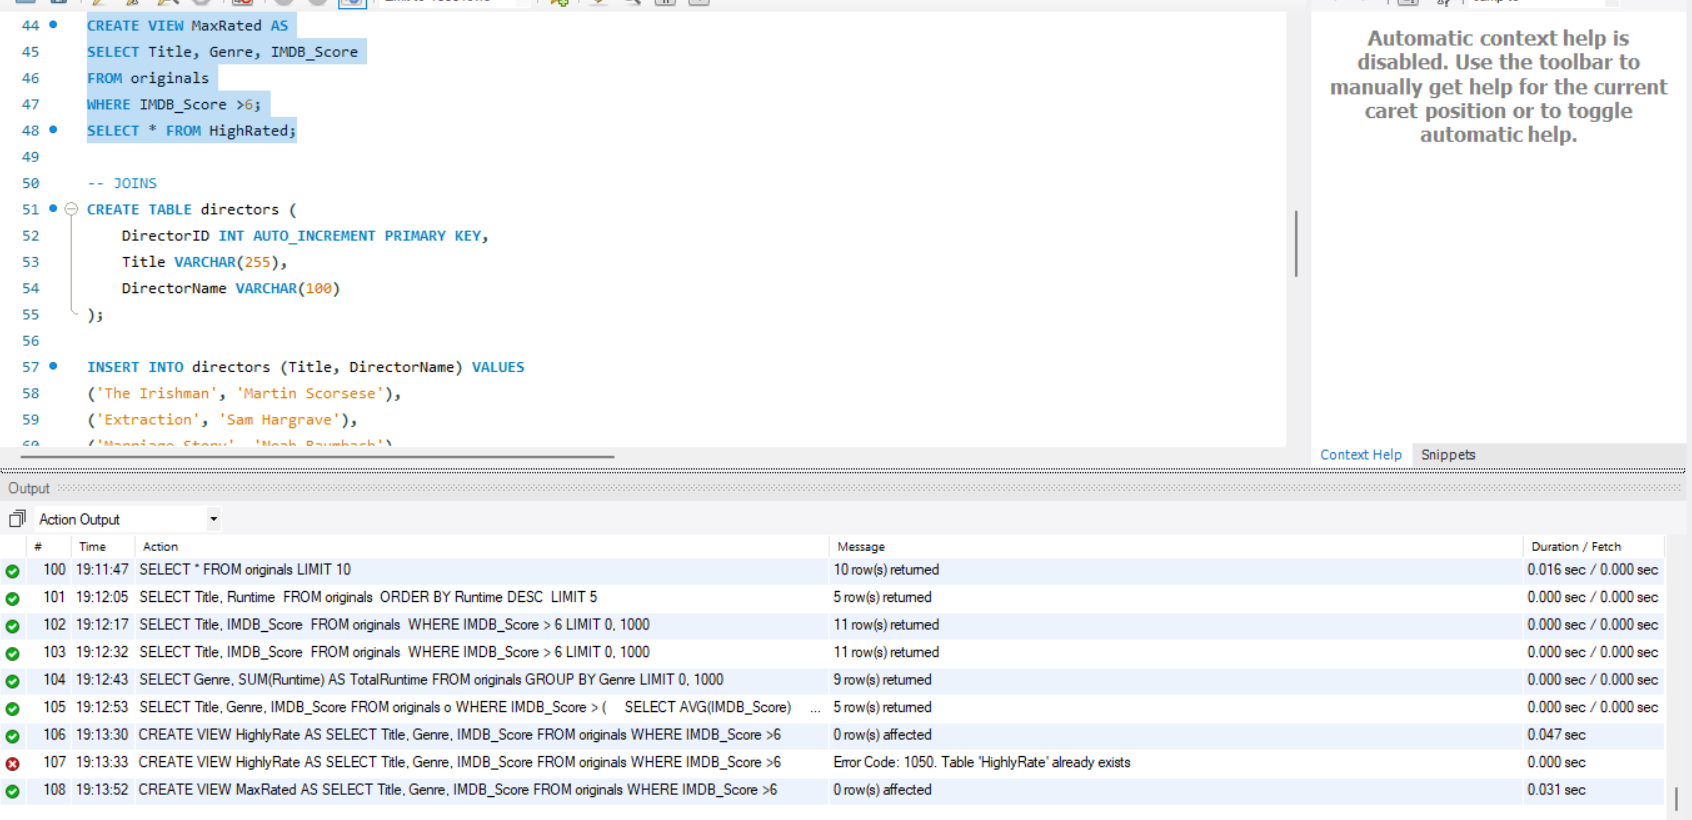 44 CREATE VIEW MaxRated AS
45 SELECT Title, Genre, IMDB_Score
46 FROM originals
47 WHERE IMDB_Score >6;
48 SELECT * FROM HighRated;
49
50 -- JOINS
51 CREATE TABLE directors (
52 DirectorID INT AUTO_INCREMENT PRIMARY KEY,
53 Title VARCHAR(255),
54 DirectorName VARCHAR(100)
55 );
56
57 INSERT INTO directors (Title, DirectorName) VALUES
58 ('The Irishman', 'Martin Scorsese'),
59 ('Extraction', 'Sam Hargrave'),
60 ('Marriage Story', 'Noah Baumbach')
Automatic context help is
disabled. Use the toolbar to
manually get help for the current
caret position or to toggle
automatic help.
Context Help Snippets
Output
Action Output
# Time Action Message Duration / Fetch
100 19:11:47 SELECT * FROM originals LIMIT 10 10 row(s) returned 0.016 sec / 0.000 sec
101 19:12:05 SELECT Title, Runtime FROM originals ORDER BY Runtime DESC LIMIT 5 5 row(s) returned 0.000 sec / 0.000 sec
102 19:12:17 SELECT Title, IMDB_Score FROM originals WHERE IMDB_Score > 6 LIMIT 0, 1000 11 row(s) returned 0.000 sec / 0.000 sec
103 19:12:32 SELECT Title, IMDB_Score FROM originals WHERE IMDB_Score > 6 LIMIT 0, 1000 11 row(s) returned 0.000 sec / 0.000 sec
104 19:12:43 SELECT Genre, SUM(Runtime) AS TotalRuntime FROM originals GROUP BY Genre LIMIT 0, 1000 9 row(s) returned 0.000 sec / 0.000 sec
105 19:12:53 SELECT Title, Genre, IMDB_Score FROM originals o WHERE IMDB_Score > ( SELECT AVG(IMDB_Score) ... 5 row(s) returned 0.000 sec / 0.000 sec
106 19:13:30 CREATE VIEW HighlyRate AS SELECT Title, Genre, IMDB_Score FROM originals WHERE IMDB_Score >6 0 row(s) affected 0.047 sec
107 19:13:33 CREATE VIEW HighlyRate AS SELECT Title, Genre, IMDB_Score FROM originals WHERE IMDB_Score >6 Error Code: 1050. Table 'HighlyRate' already exists 0.000 sec
108 19:13:52 CREATE VIEW MaxRated AS SELECT Title, Genre, IMDB_Score FROM originals WHERE IMDB_Score >6 0 row(s) affected 0.031 sec